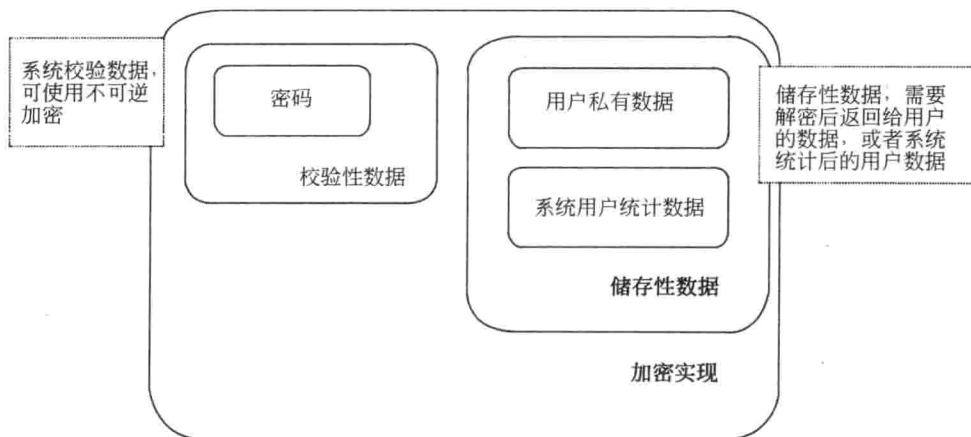 系统校验数据，
可使用不可逆
加密
密码
校验性数据
用户私有数据
系统用户统计数据
储存性数据
储存性数据，需要
解密后返回给用户
的数据，或者系统
统计后的用户数据
加密实现